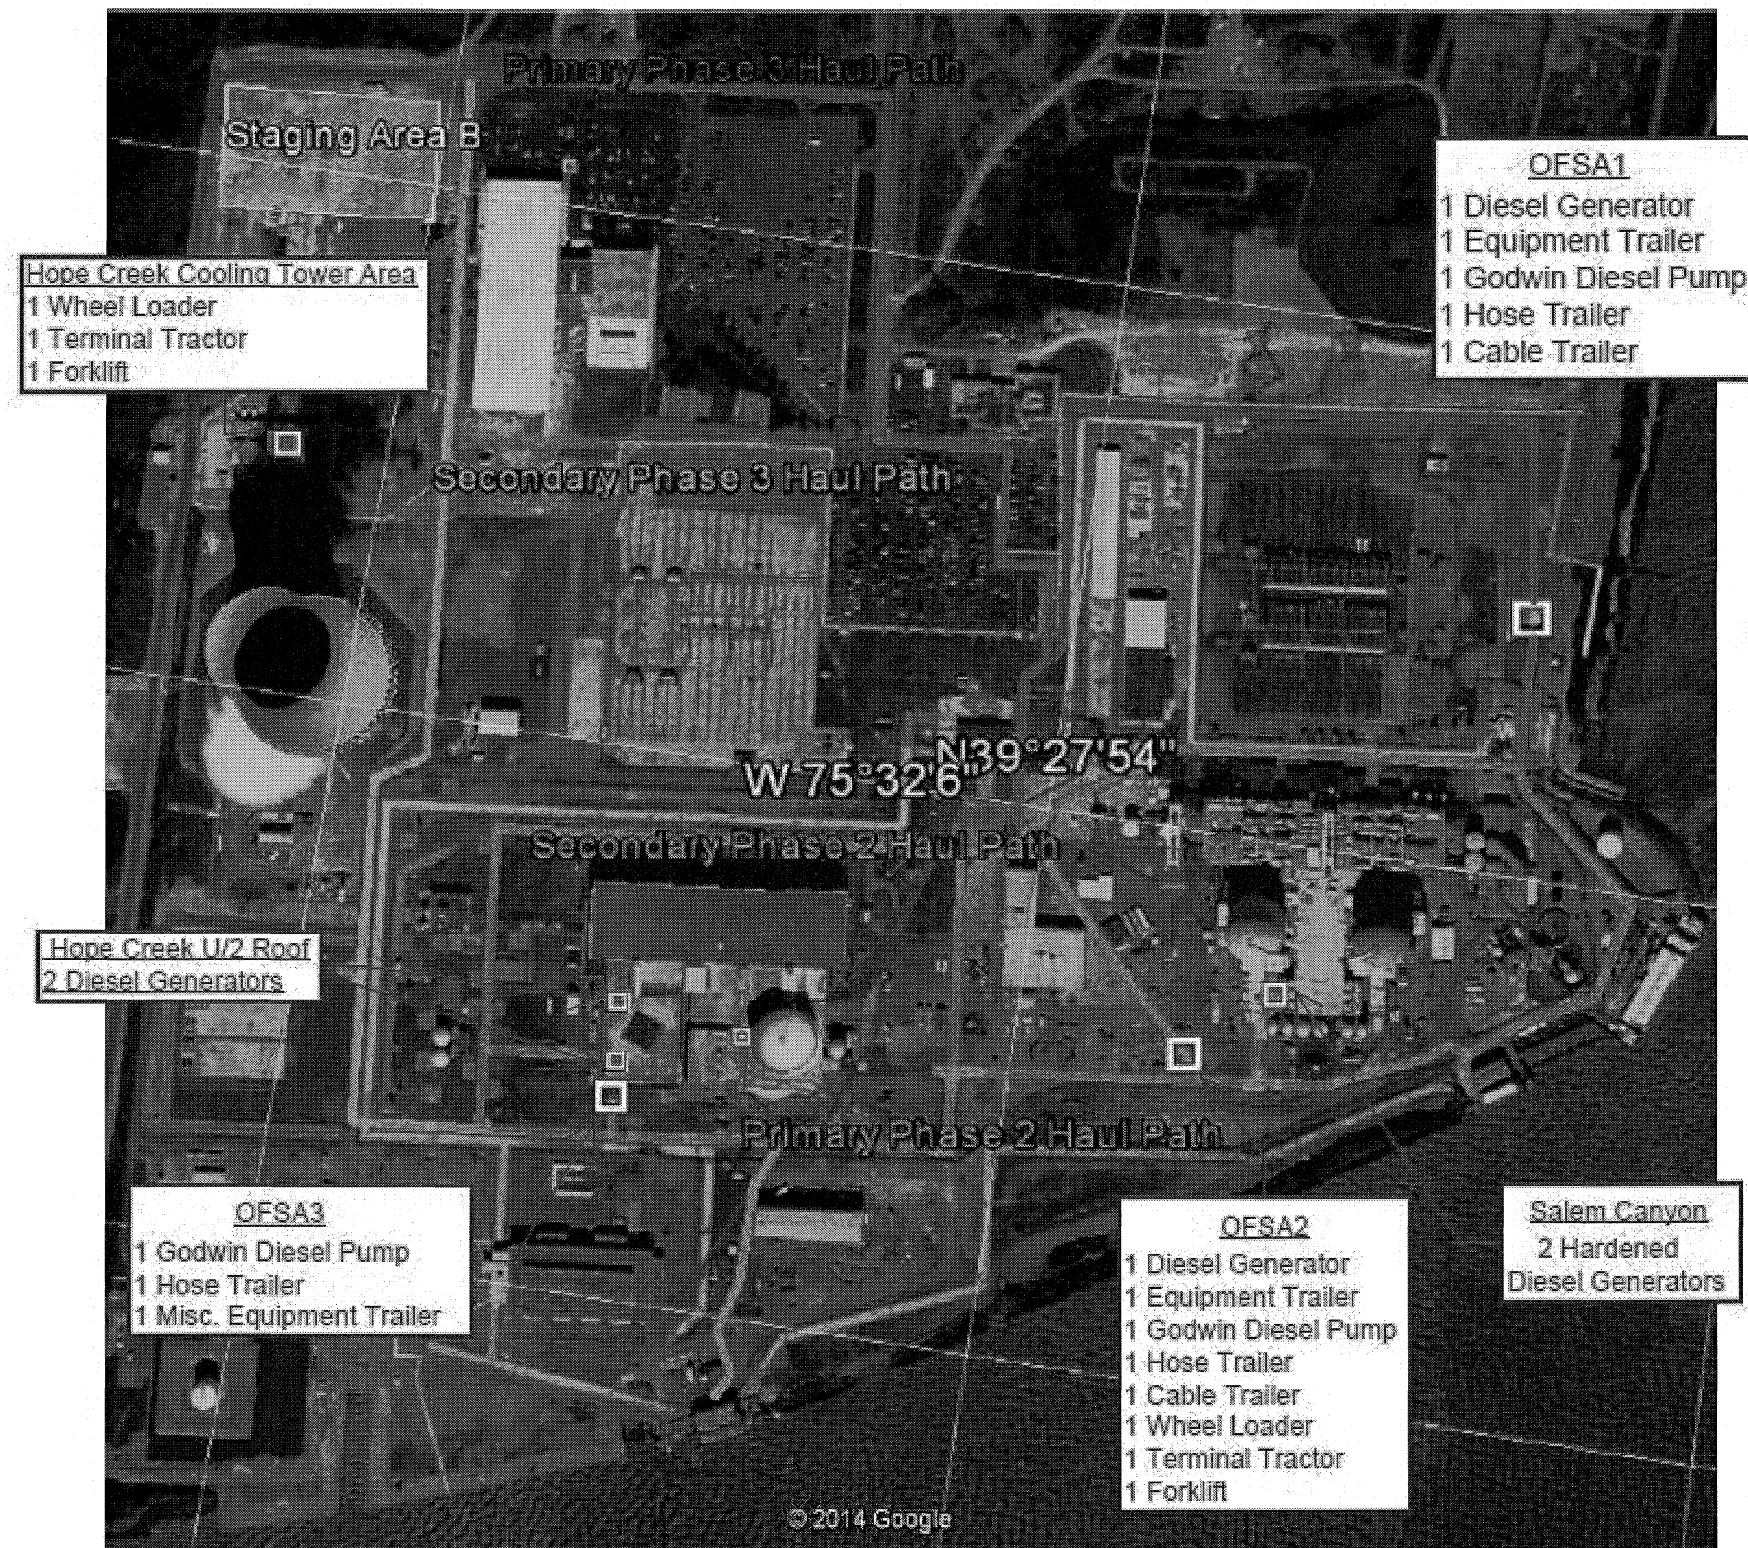 Primary Phase 3 Haul Path
Staging Area B
OFSA1
1 Diesel Generator
1 Equipment Trailer
1 Godwin Diesel Pump
1 Hose Trailer
1 Cable Trailer
Hope Creek Cooling Tower Area
1 Wheel Loader
1 Terminal Tractor
1 Forklift
Secondary Phase 3 Haul Path
N39°27'54"
W 75°32'6"
Secondary Phase 2 Haul Path
Hope Creek U/2 Roof
2 Diesel Generators
Primary Phase 2 Haul Path
OFSA3
1 Godwin Diesel Pump
1 Hose Trailer
1 Misc. Equipment Trailer
OFSA2
1 Diesel Generator
1 Equipment Trailer
1 Godwin Diesel Pump
1 Hose Trailer
1 Cable Trailer
1 Wheel Loader
1 Terminal Tractor
1 Forklift
Salem Canyon
2 Hardened
Diesel Generators
© 2014 Google